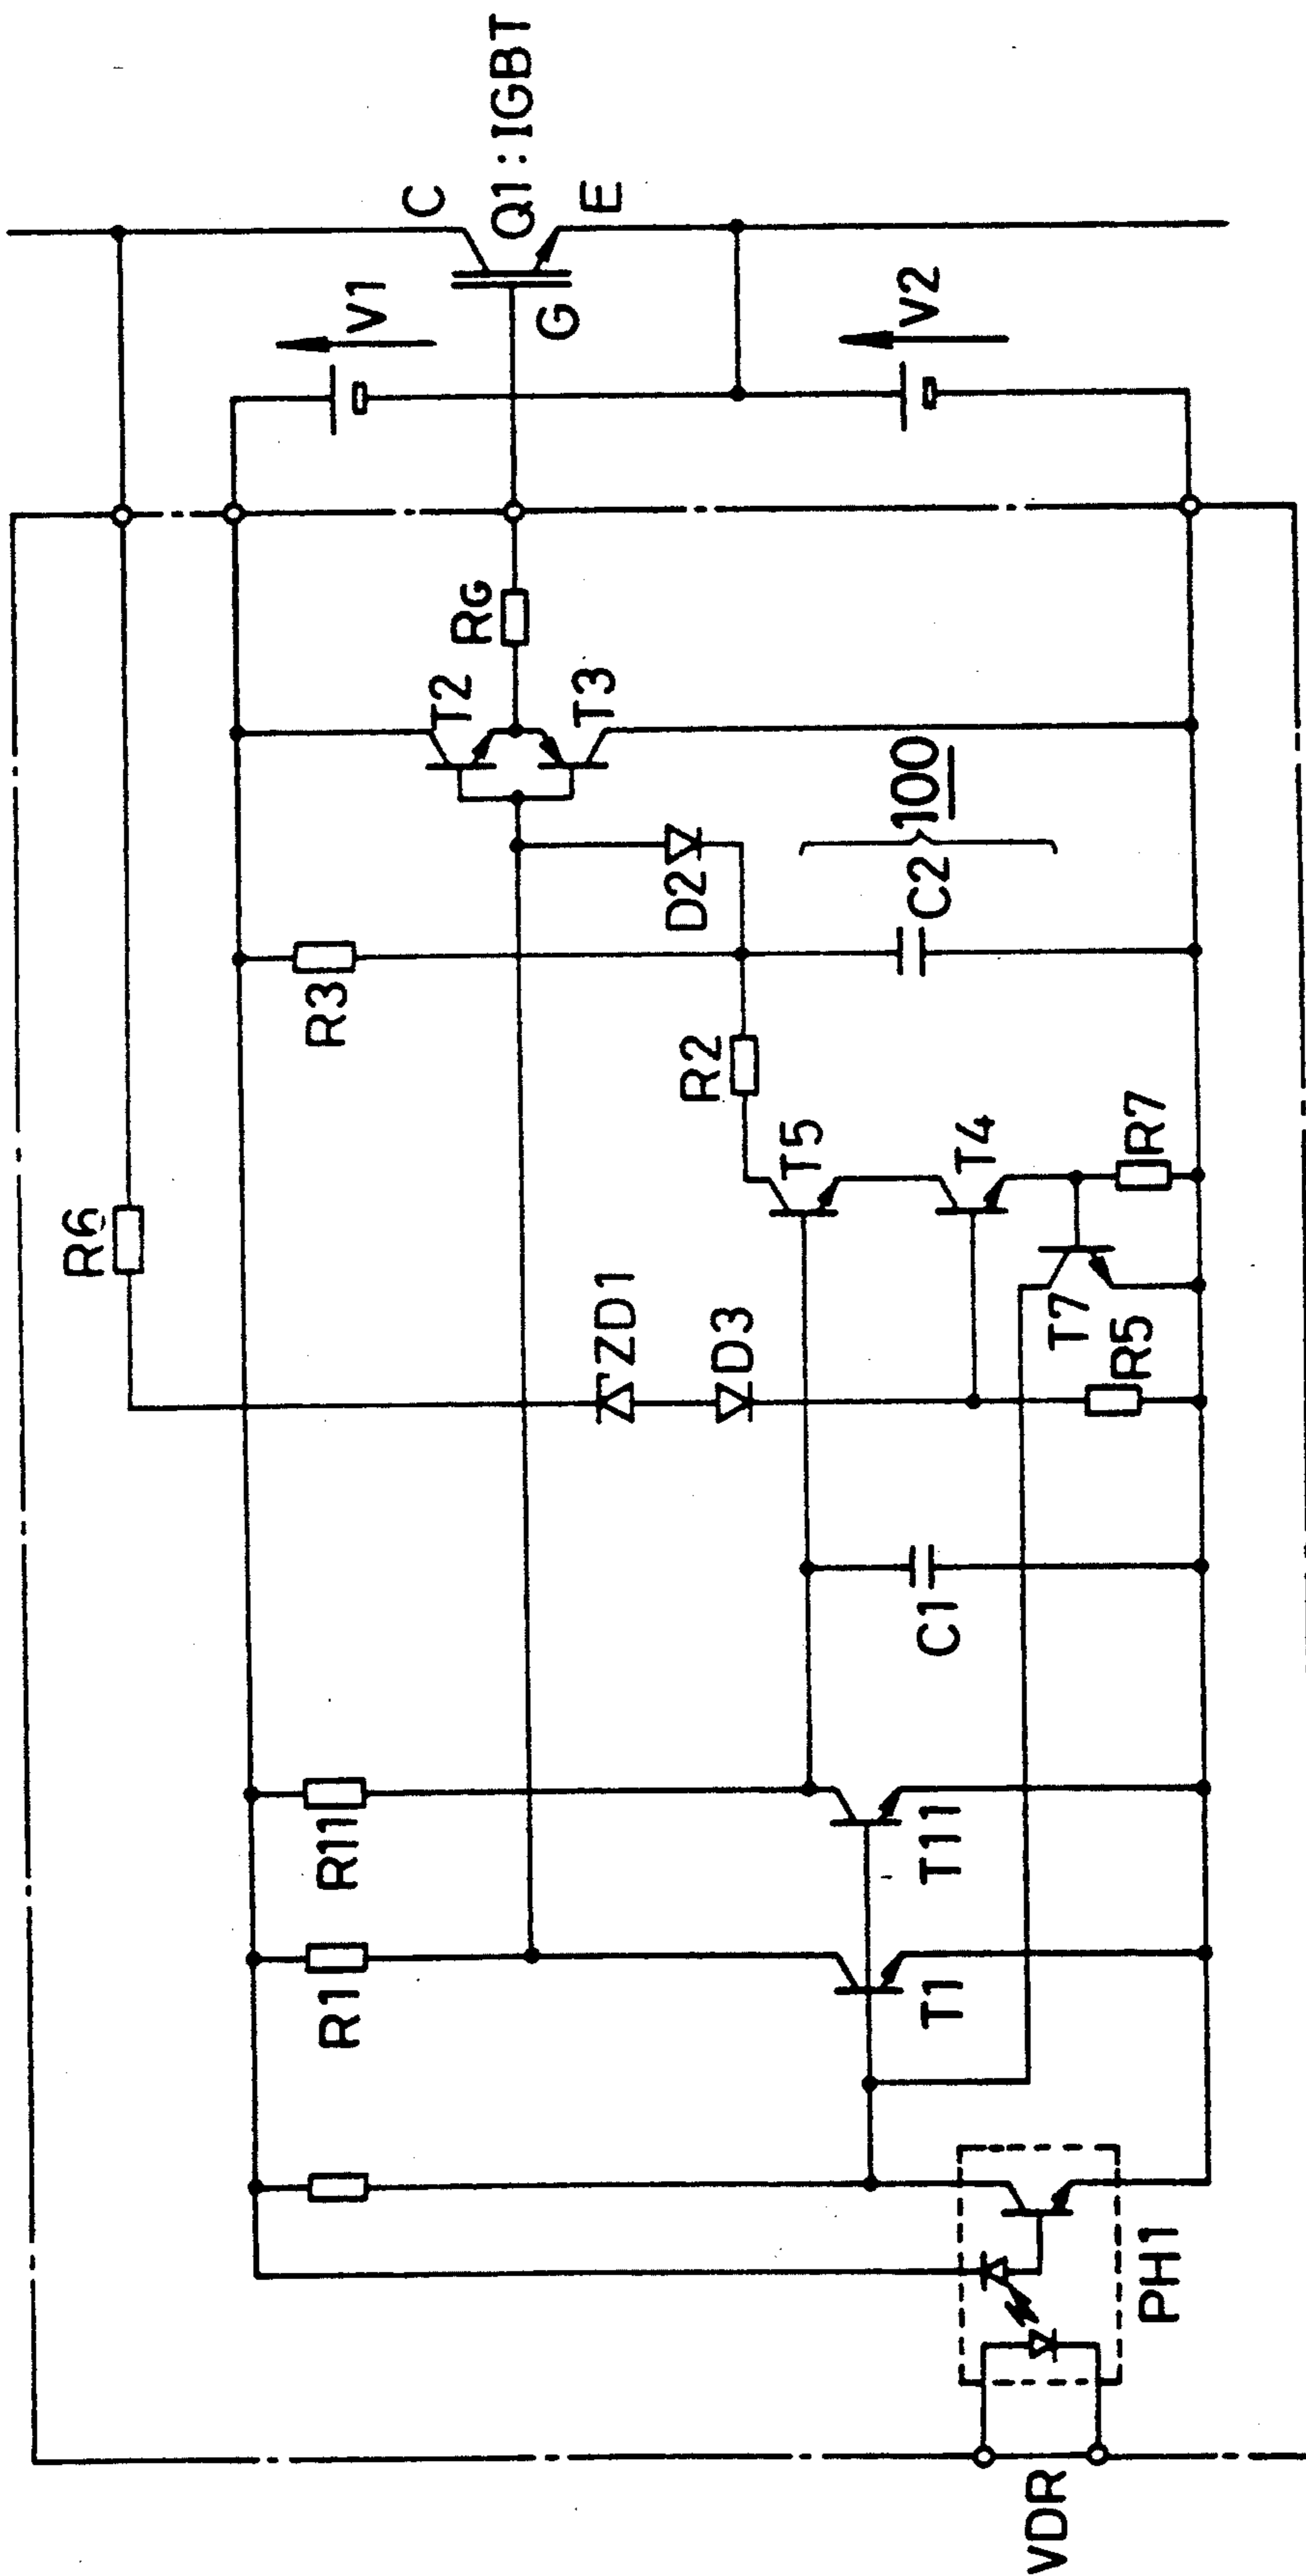 R6
C
Q1:IGBT
V1
G
E
R11
R1
R3
T2
RG
ZD1
T3
D3
R2
D2
V2
T5
C2
100
T11
T1
C1
T4
T7
R5
R7
VDR
PH1